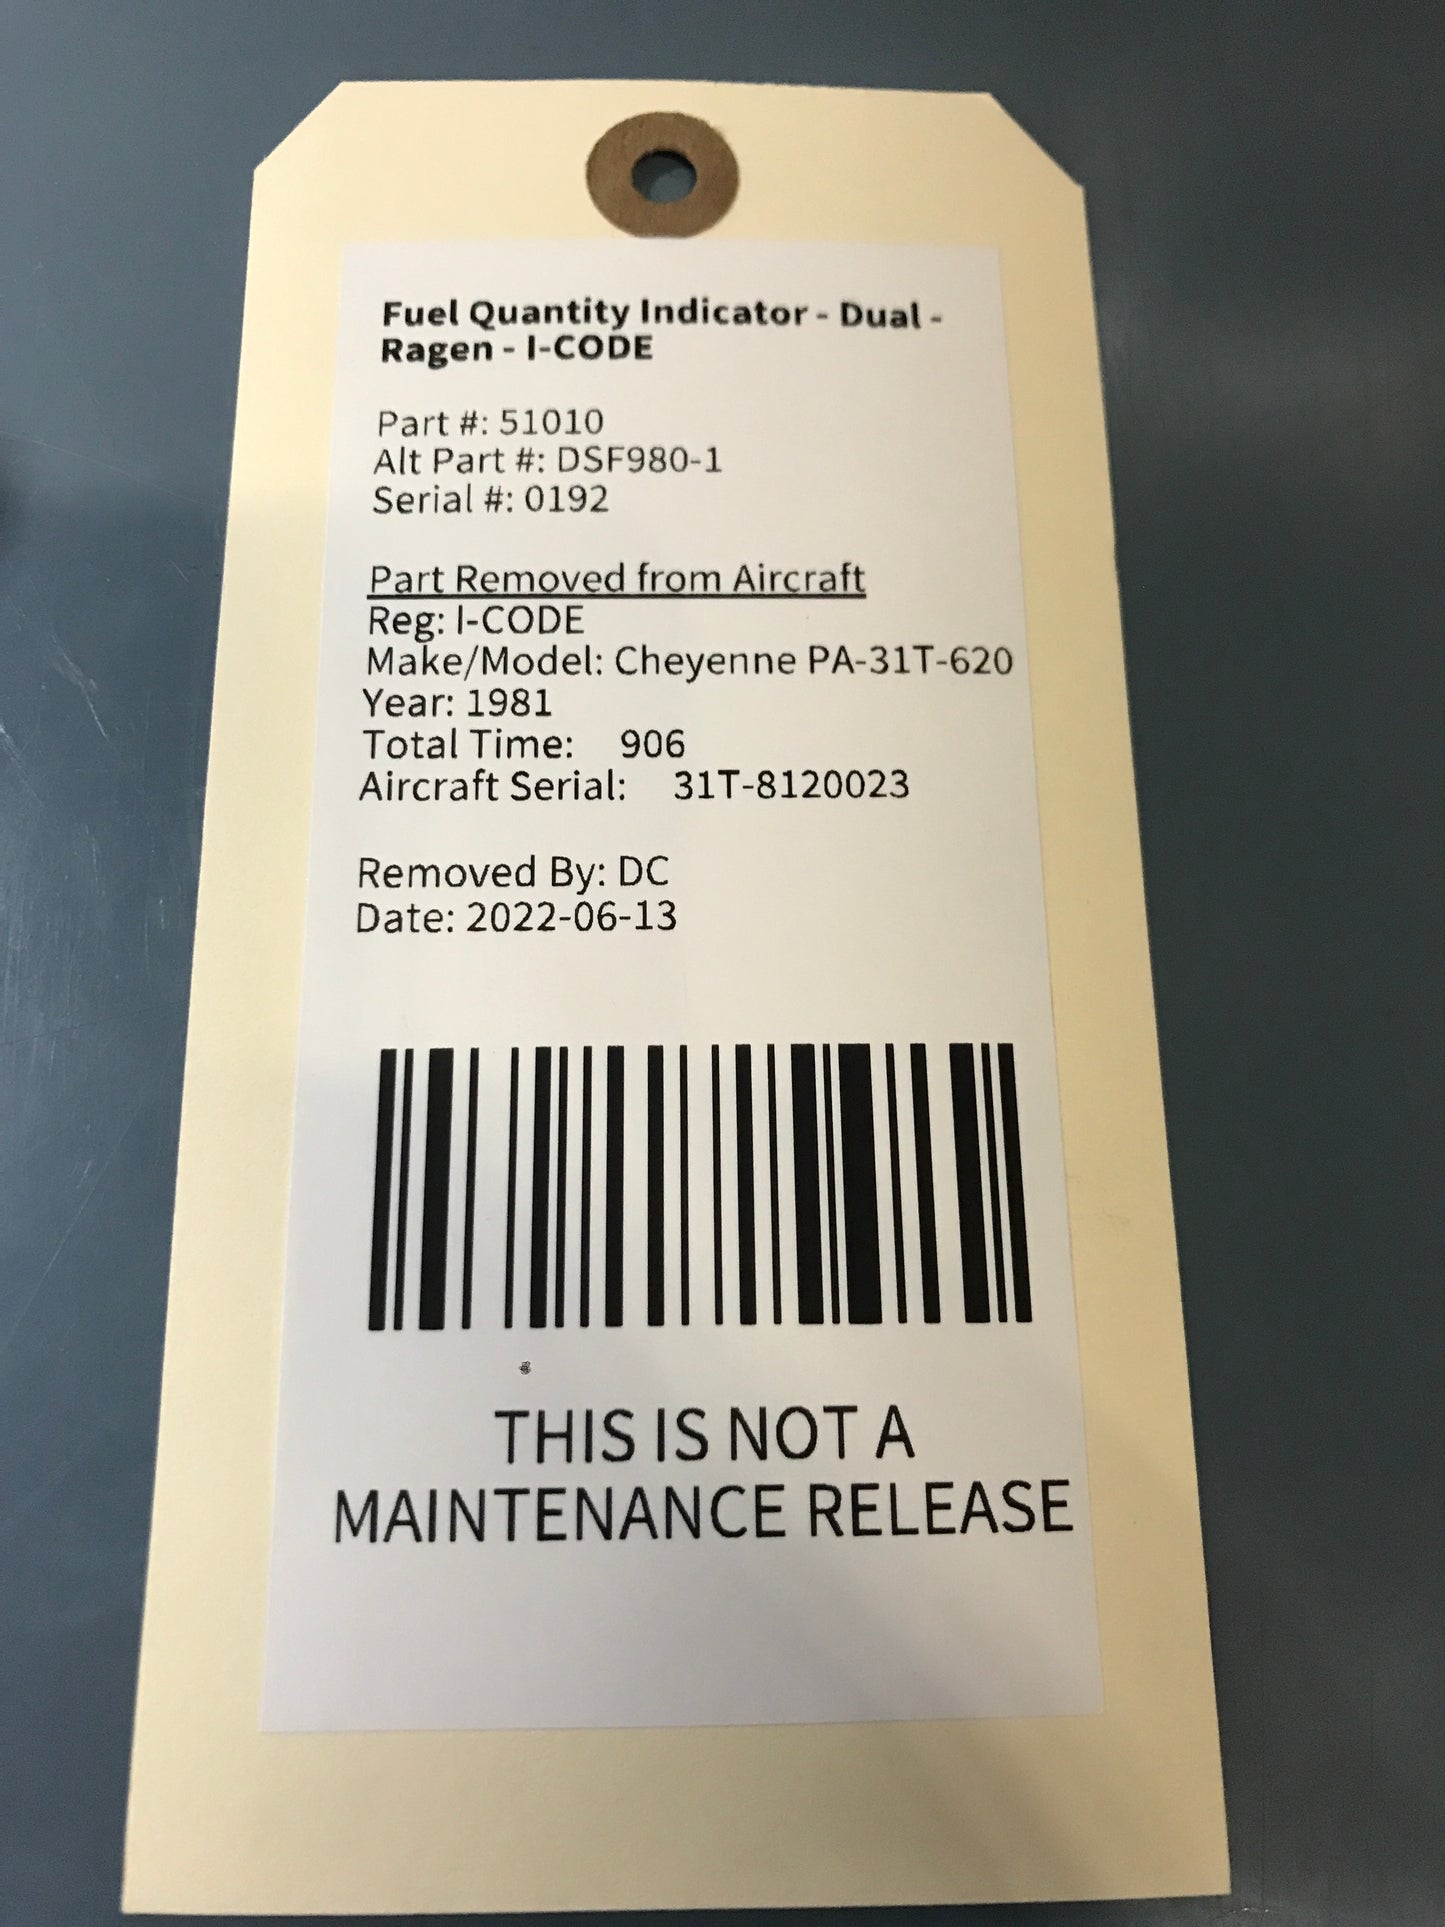 Fuel Quantity Indicator - Dual -
Ragen - I-CODE
Part #: 51010
Alt Part #: DSF980-1
Serial #: 0192
Part Removed from Aircraft
Reg: I-CODE
Make/Model: Cheyenne PA-31T-620
Year: 1981
Total Time: 906
Aircraft Serial: 31T-8120023
Removed By: DC
Date: 2022-06-13
THIS IS NOT A
MAINTENANCE RELEASE